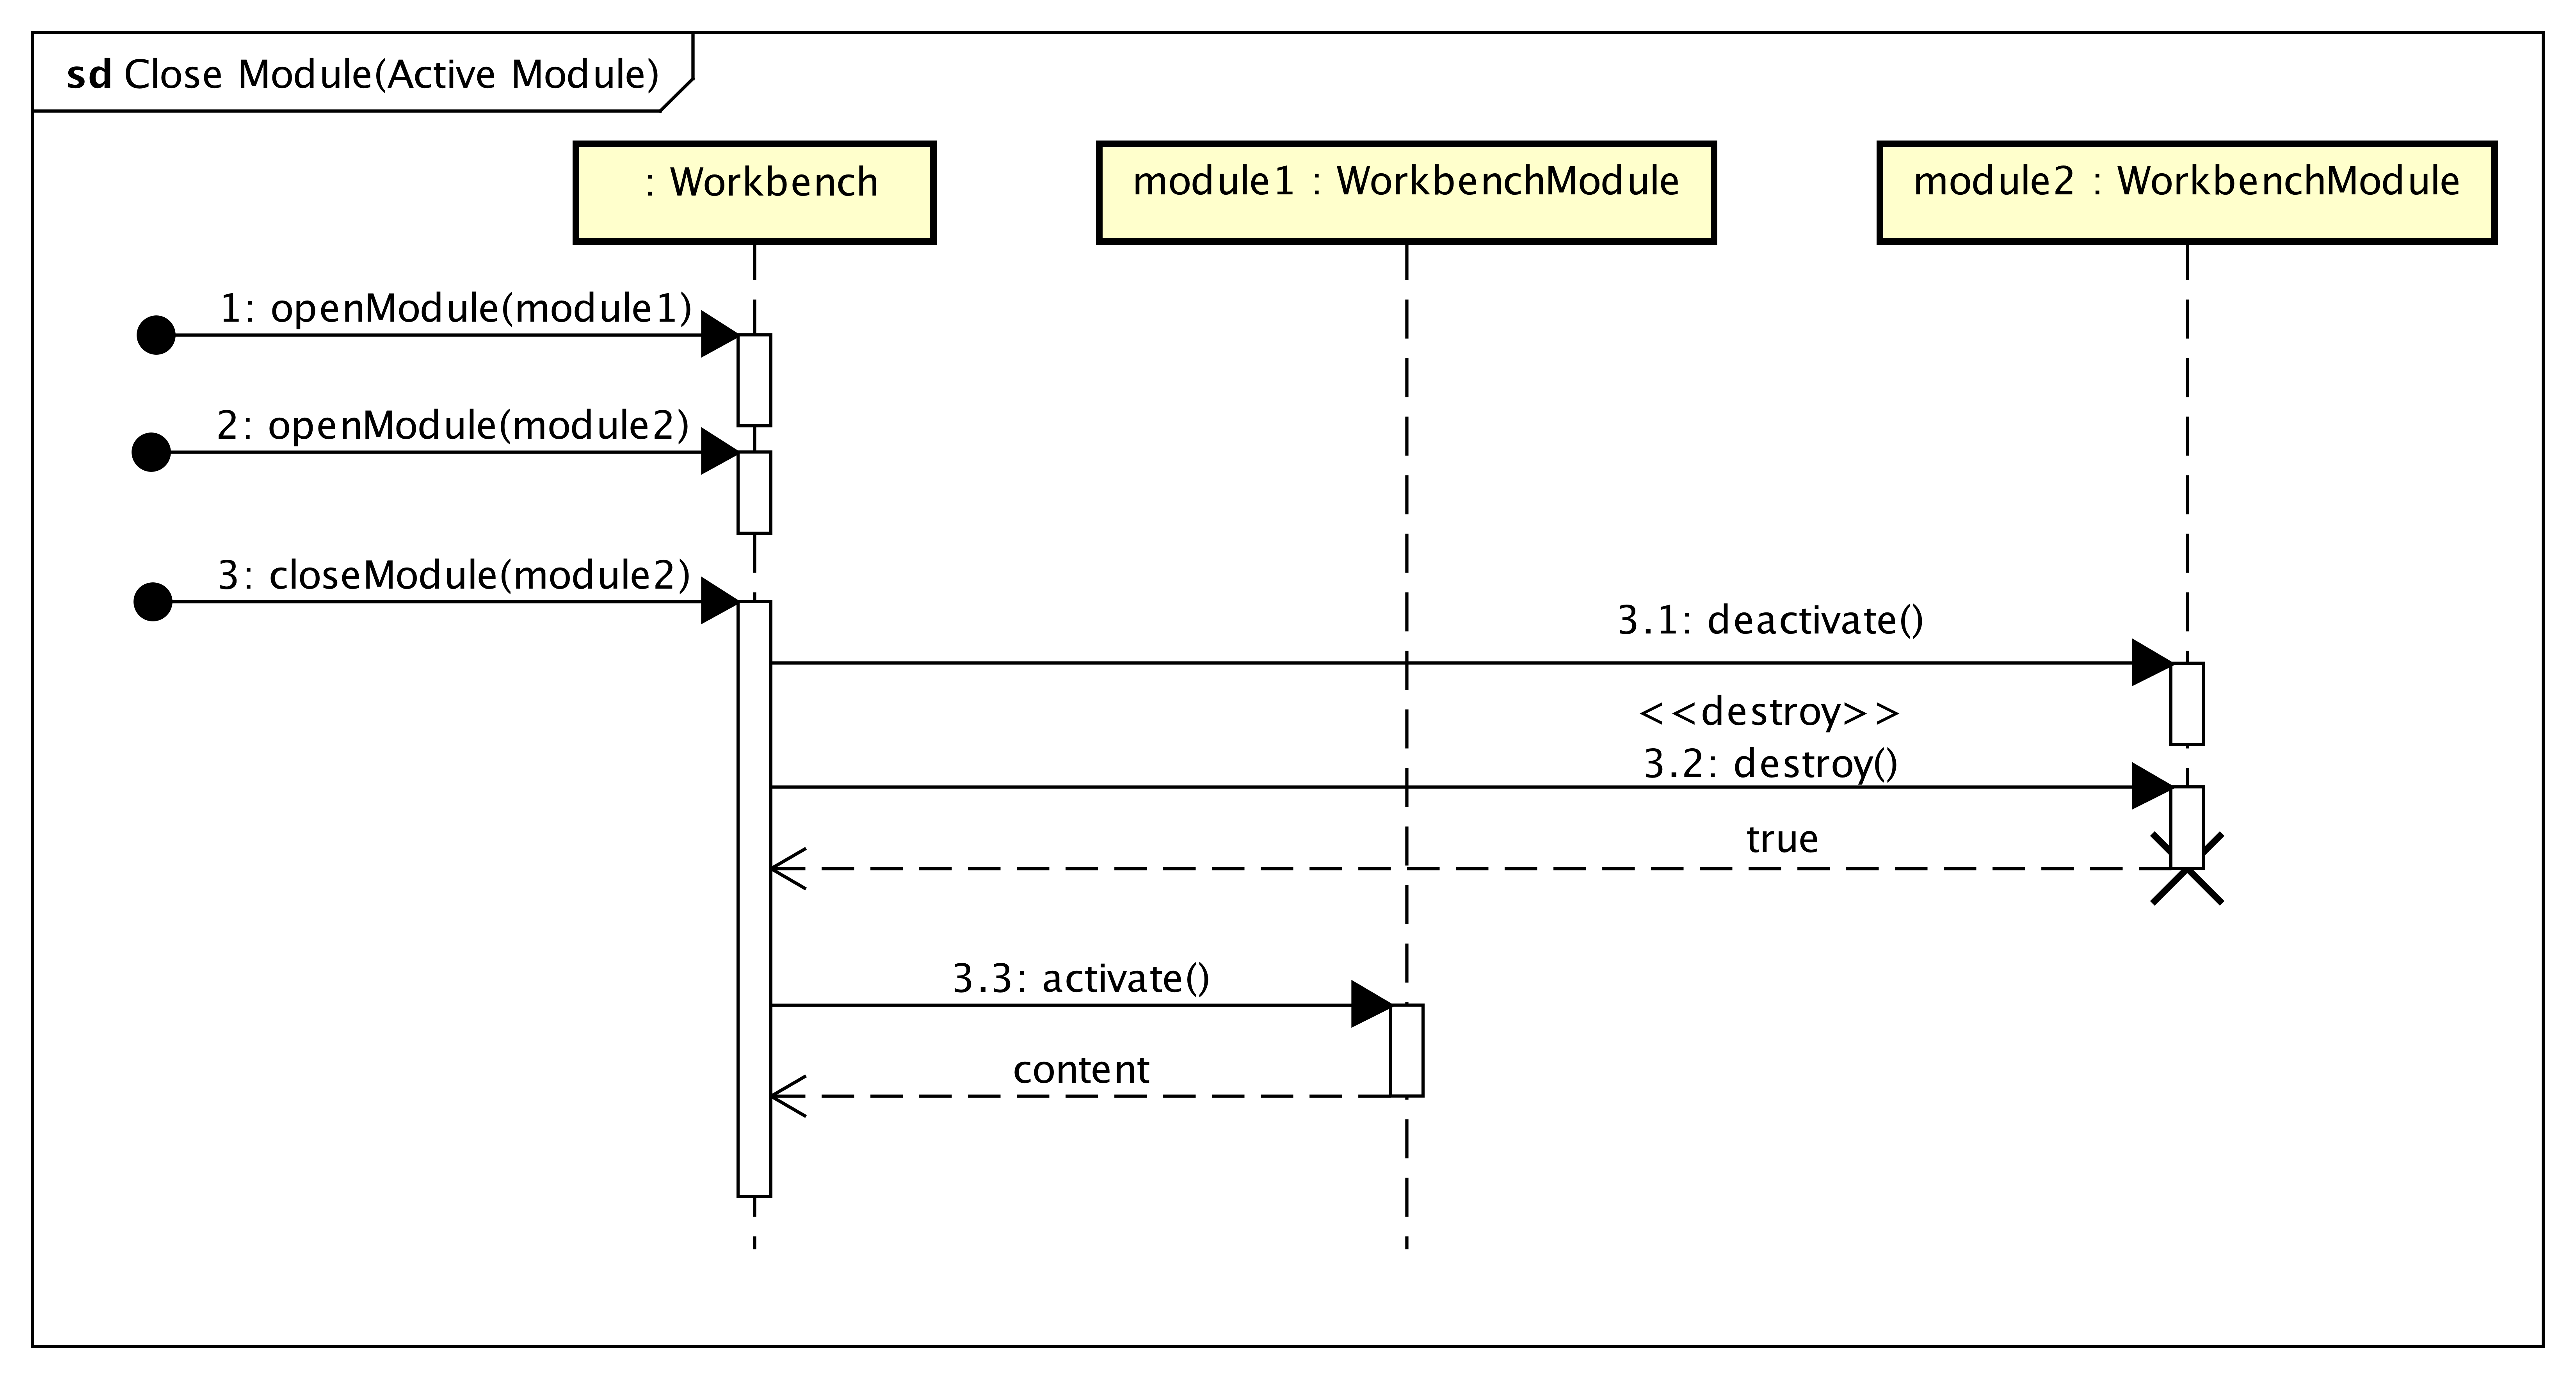 sd Close Module(Active Module)
: Workbench
module1 : WorkbenchModule
module2 : WorkbenchModule
1: openModule(module1)
2: openModule(module2)
3: closeModule(module2)
3.1: deactivate()
<<destroy>>
3.2: destroy()
true
3.3: activate()
content